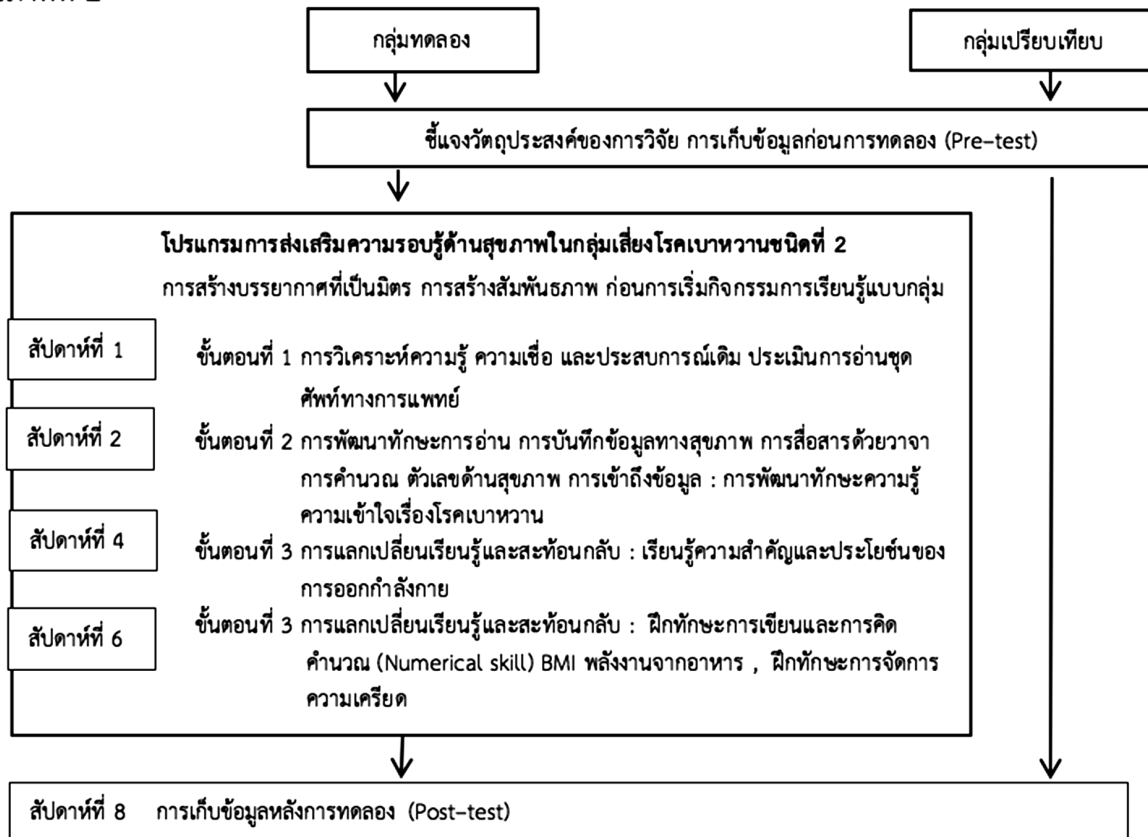 กลุ่มทดลอง
กลุ่มเปรียบเทียบ
ชี้แจงวัตถุประสงค์ของการวิจัย การเก็บข้อมูลก่อนการทดลอง (Pre-test)
โปรแกรมการส่งเสริมความรอบรู้ด้านสุขภาพในกลุ่มเสี่ยงโรคเบาหวานชนิดที่ 2
การสร้างบรรยากาศที่เป็นมิตร การสร้างสัมพันธภาพ ก่อนการเริ่มกิจกรรมการเรียนรู้แบบกลุ่ม
สัปดาห์ที่ 1
ขั้นตอนที่ 1 การวิเคราะห์ความรู้ ความเชื่อ และประสบการณ์เดิม ประเมินการอ่านชุด
ศัพท์ทางการแพทย์
สัปดาห์ที่ 2
ขั้นตอนที่ 2 การพัฒนาทักษะการอ่าน การบันทึกข้อมูลทางสุขภาพ การสื่อสารด้วยวาจา
การคำนวณ ตัวเลขด้านสุขภาพ การเข้าถึงข้อมูล : การพัฒนาทักษะความรู้
ความเข้าใจเรื่องโรคเบาหวาน
สัปดาห์ที่ 4
ขั้นตอนที่ 3 การแลกเปลี่ยนเรียนรู้และสะท้อนกลับ : เรียนรู้ความสำคัญและประโยชน์ของ
การออกกำลังกาย
สัปดาห์ที่ 6
ขั้นตอนที่ 3 การแลกเปลี่ยนเรียนรู้และสะท้อนกลับ : ฝึกทักษะการเขียนและการคิด
คำนวณ (Numerical skill) BMI พลังงานจากอาหาร , ฝึกทักษะการจัดการ
ความเครียด
สัปดาห์ที่ 8 การเก็บข้อมูลหลังการทดลอง (Post-test)